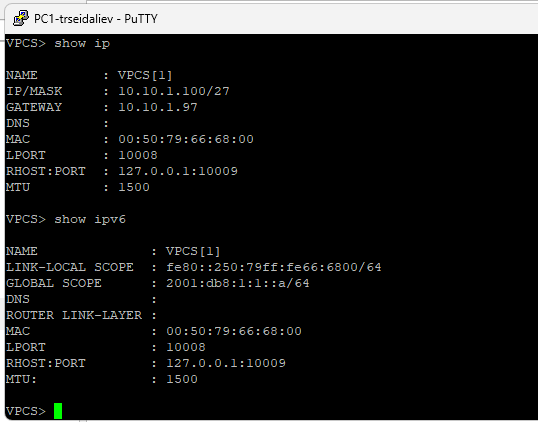 PC1-trseidaliev - PuTTY
VPCS> show ip
NAME        : VPCS[1]
IP/MASK     : 10.10.1.100/27
GATEWAY     : 10.10.1.97
DNS         :
MAC         : 00:50:79:66:68:00
LPORT       : 10008
RHOST:PORT  : 127.0.0.1:10009
MTU         : 1500
VPCS> show ipv6
NAME              : VPCS[1]
LINK-LOCAL SCOPE  : fe80::250:79ff:fe66:6800/64
GLOBAL SCOPE      : 2001:db8:1:1::a/64
DNS               :
ROUTER LINK-LAYER :
MAC               : 00:50:79:66:68:00
LPORT             : 10008
RHOST:PORT        : 127.0.0.1:10009
MTU:              : 1500
VPCS>